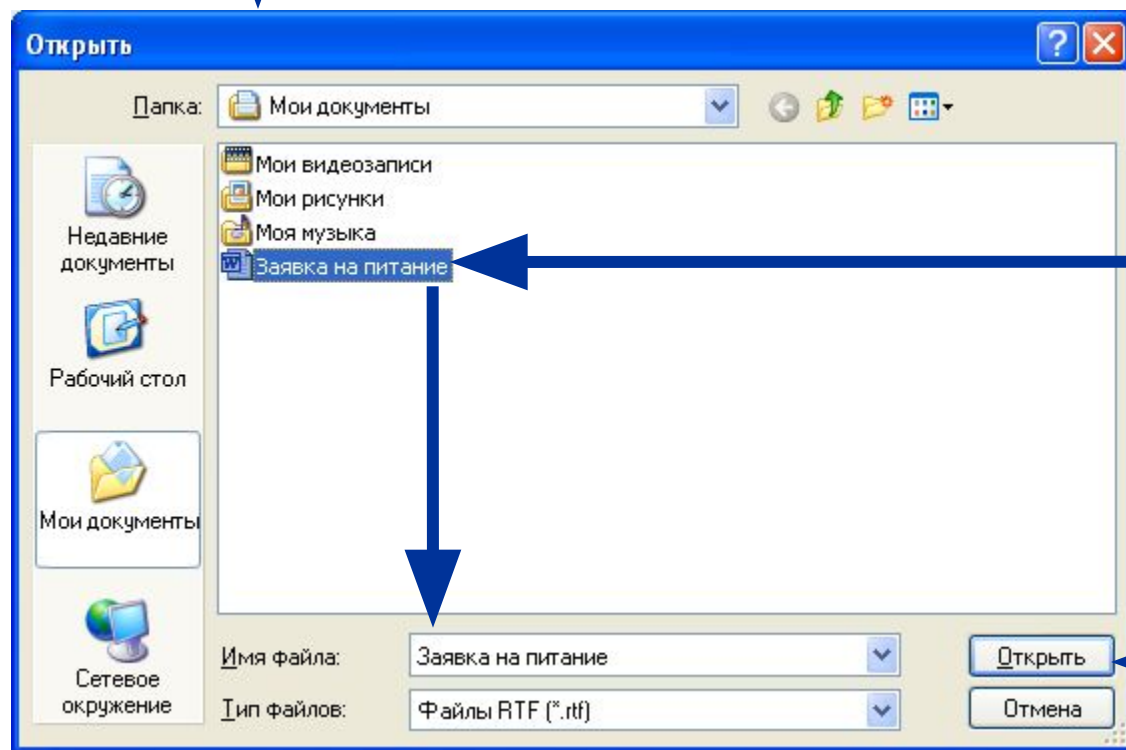 Открыть
Папка: Мои документы
Мои видеозаписи
Мои рисунки
Моя музыка
Заявка на питание
Недавние
документы
Рабочий стол
Мои документы
Сетевое
окружение
Имя файла: Заявка на питание Открыть
Тип файлов: Файлы RTF (*.rtf) Отмена